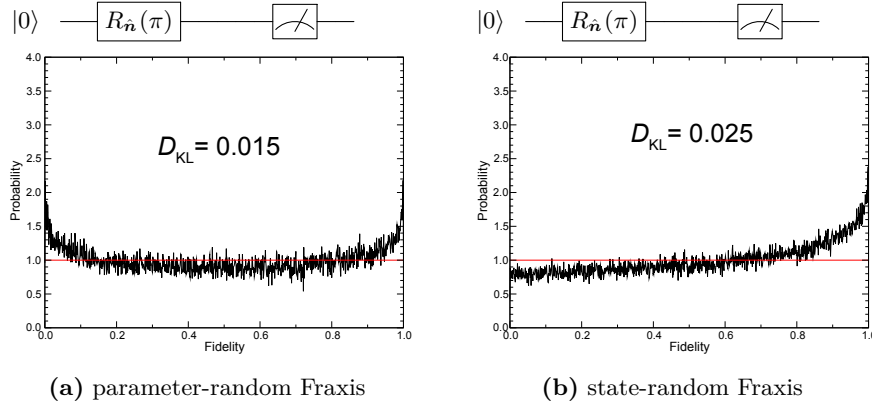 |0⟩ R_n̂(π) |0⟩ R_n̂(π)
4.0 4.0
3.5 3.5
3.0 3.0
D_KL= 0.015 D_KL= 0.025
2.5 2.5
Probability Probability
2.0 2.0
1.5 1.5
1.0 1.0
0.5 0.5
0.0 0.0
0.0 0.2 0.4 0.6 0.8 1.0 0.0 0.2 0.4 0.6 0.8 1.0
Fidelity Fidelity
(a) parameter-random Fraxis (b) state-random Fraxis